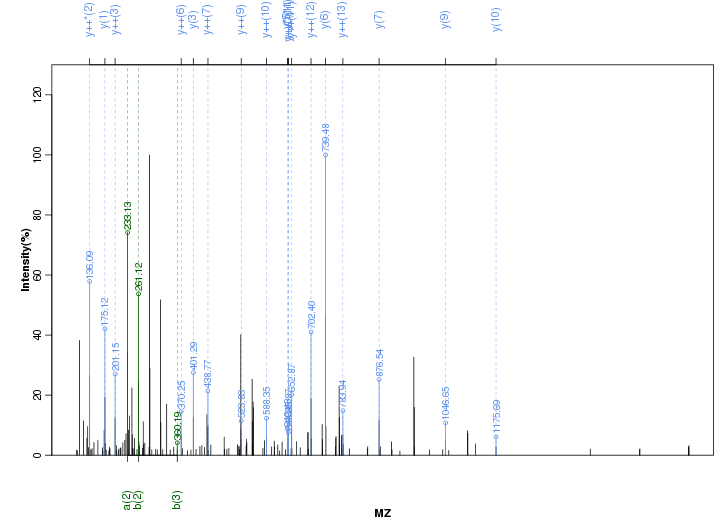 y++*(2)
y(1)
y++(3)
y++(6)
y(3)
y++(7)
y++(9)
y++(10)
y++(12)
y(6)
y++(13)
y(7)
y(9)
y(10)
Intensity(%)
0
20
40
60
80
100
120
136.09
175.12
201.15
233.13
261.12
360.19
370.25
401.29
438.77
523.83
588.35
652.87
702.40
739.48
783.94
876.54
1046.65
1175.69
a(2)
b(2)
b(3)
MZ